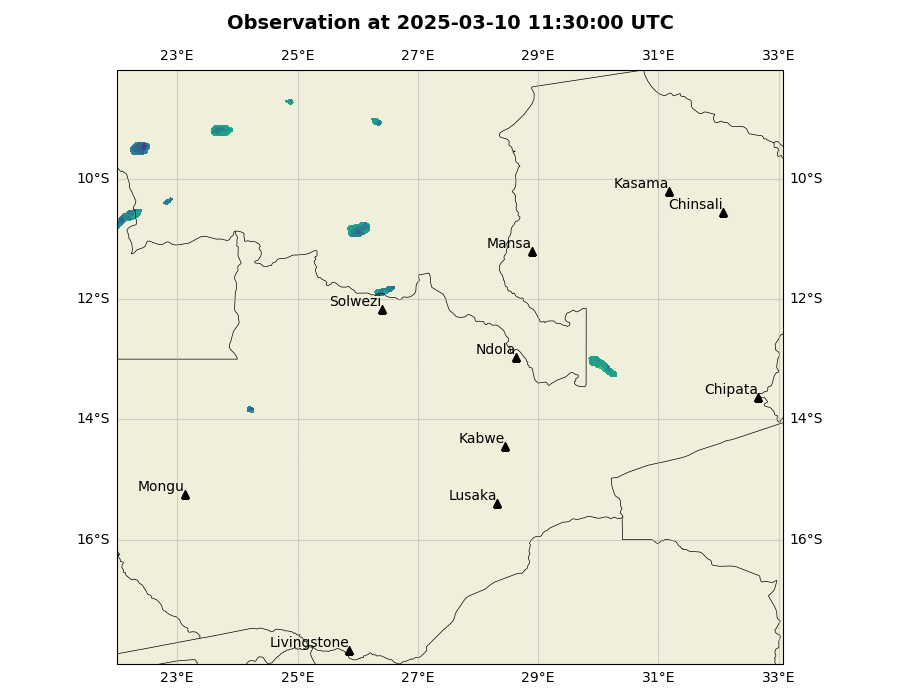 Observation at 2025-03-10 11:30:00 UTC
23°E 25°E 27°E 29°E 31°E 33°E
10°S 10°S
Kasama
Chinsali
Mansa
12°S 12°S
Solwezi
Ndola
Chipata
14°S 14°S
Kabwe
Mongu
Lusaka
16°S 16°S
Livingstone
23°E 25°E 27°E 29°E 31°E 33°E